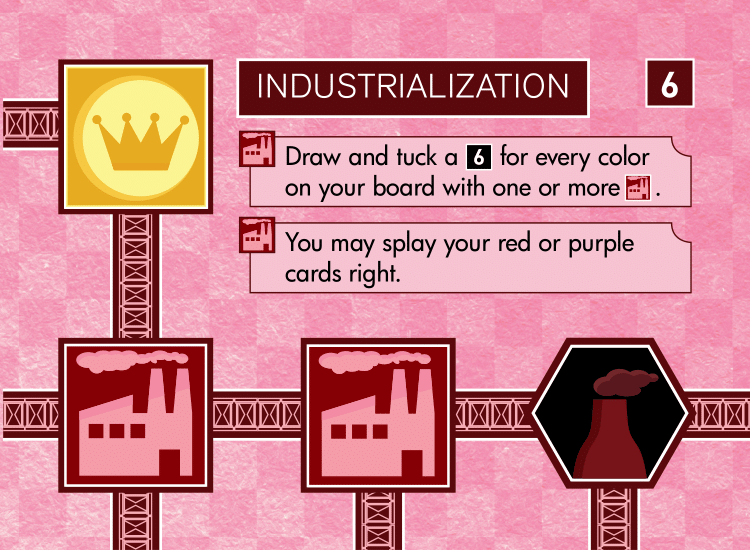 INDUSTRIALIZATION
6
Draw and tuck a 6 for every color
on your board with one or more .
You may splay your red or purple
cards right.